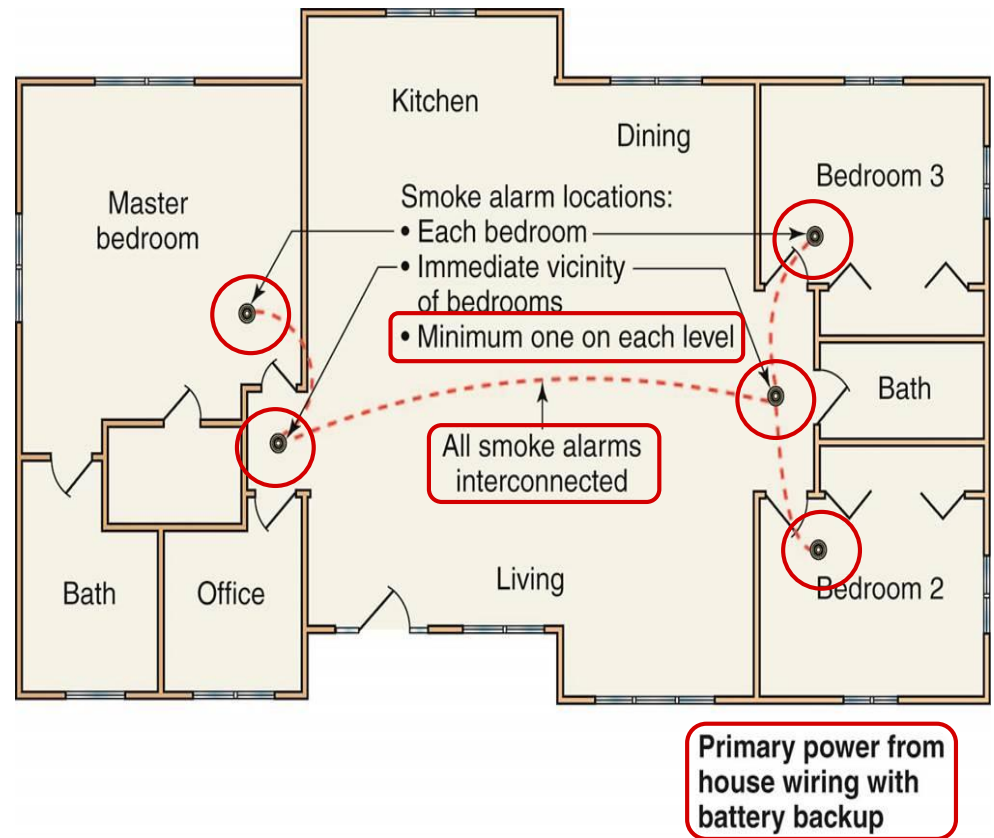 Kitchen
Dining
Bedroom 3
Master
bedroom
Smoke alarm locations:
• Each bedroom
• Immediate vicinity
of bedrooms
• Minimum one on each level
Bath
All smoke alarms
interconnected
Living
Bath
Office
Bedroom 2
Primary power from
house wiring with
battery backup